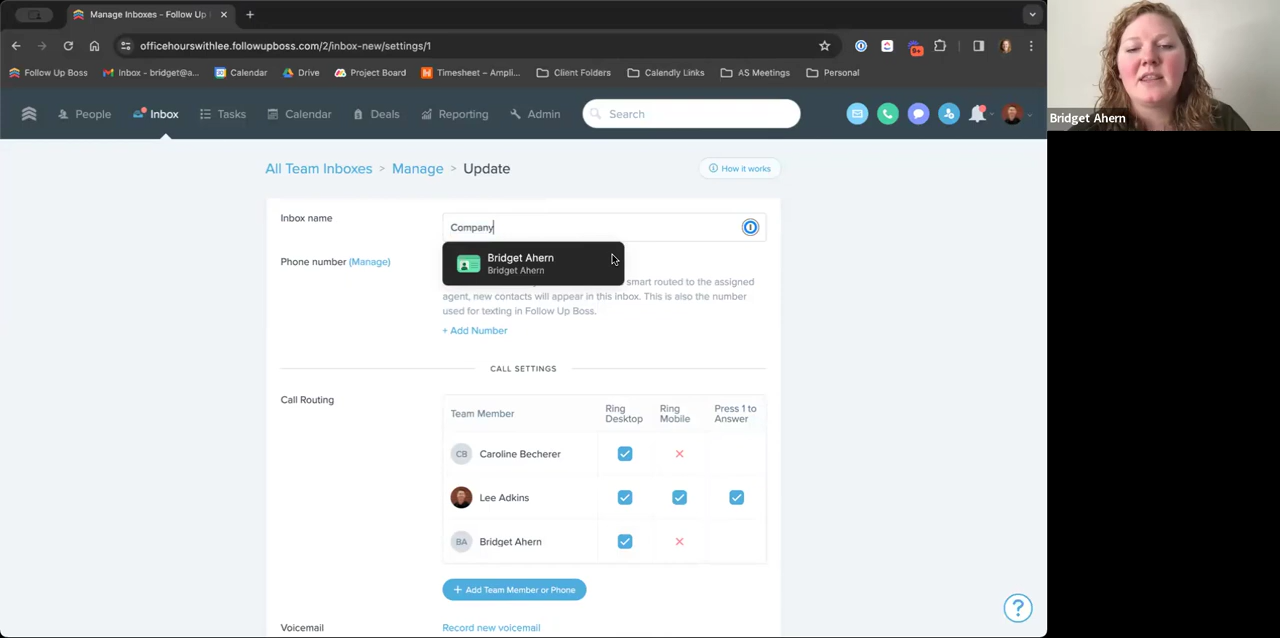 Manage Inboxes - Follow Up
officehourswithlee.followupboss.com/2/inbox-new/settings/1
9+
Follow Up Boss
Inbox - bridget@a...
Calendar
Drive
Project Board
Timesheet – Ampli...
Client Folders
Calendly Links
AS Meetings
Personal
People
Inbox
Tasks
Calendar
Deals
Reporting
Admin
Search
Bridget Ahern
All Team Inboxes > Manage > Update
How it works
Inbox name
Company
Bridget Ahern
Bridget Ahern
Phone number (Manage)
smart routed to the assigned
agent, new contacts will appear in this inbox. This is also the number
used for texting in Follow Up Boss.
+ Add Number
CALL SETTINGS
Call Routing
Team Member
Ring
Desktop
Ring
Mobile
Press 1 to
Answer
CB Caroline Becherer
Lee Adkins
BA Bridget Ahern
+ Add Team Member or Phone
Voicemail
Record new voicemail
?